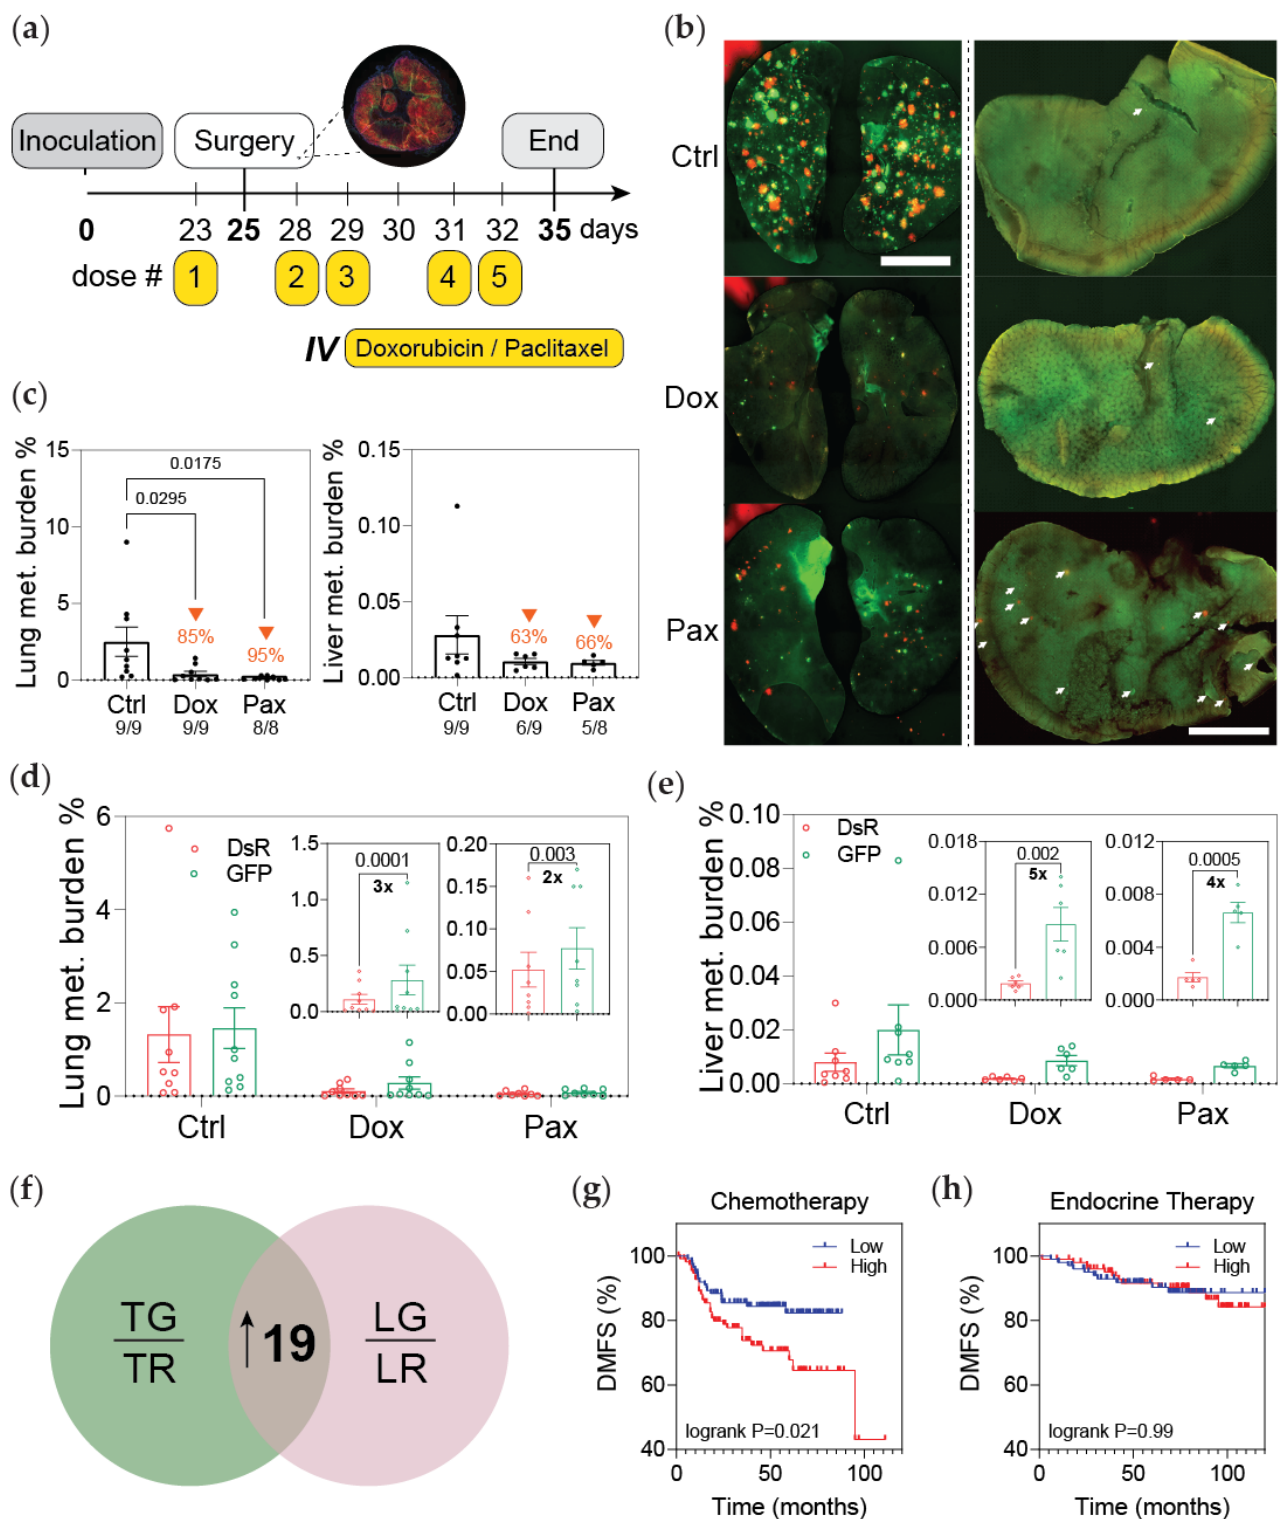 (a)
Inoculation
Surgery
End
0 23 25 28 29 30 31 32 35 days
dose # 1 2 3 4 5
IV Doxorubicin / Paclitaxel
(b)
Ctrl
Dox
Pax
(c)
Lung met. burden %
15
10
5
0
0.0175
0.0295
85%
95%
Ctrl Dox Pax
9/9 9/9 8/8
Liver met. burden %
0.15
0.10
0.05
0.00
63%
66%
Ctrl Dox Pax
9/9 6/9 5/8
(d)
Lung met. burden %
6
4
2
0
DsR
GFP
1.5
1.0
0.5
0.0
0.0001
3x
0.20
0.15
0.10
0.05
0.00
0.003
2x
Ctrl Dox Pax
(e)
Liver met. burden %
0.10
0.08
0.06
0.04
0.02
0.00
DsR
GFP
0.018
0.012
0.006
0.000
0.002
5x
0.012
0.008
0.004
0.000
0.0005
4x
Ctrl Dox Pax
(f)
TG
TR
↑19
LG
LR
(g)
Chemotherapy
DMFS (%)
100
80
60
40
Low
High
logrank P=0.021
0 50 100
Time (months)
(h)
Endocrine Therapy
DMFS (%)
100
80
60
40
Low
High
logrank P=0.99
0 50 100
Time (months)